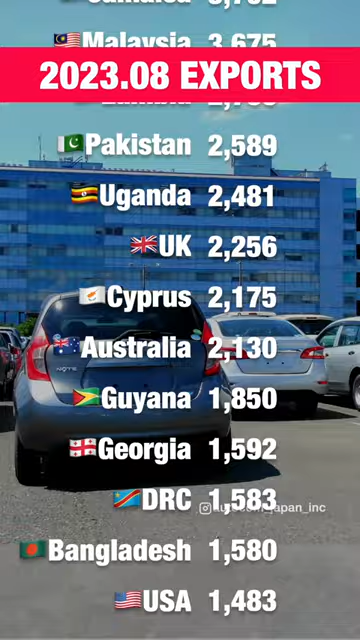 Malaysia 3,675
2023.08 EXPORTS
Pakistan 2,589
Uganda 2,481
UK 2,256
Cyprus 2,175
Australia 2,130
NOTE
Guyana 1,850
Georgia 1,592
DRC 1,583
Bangladesh 1,580
USA 1,483